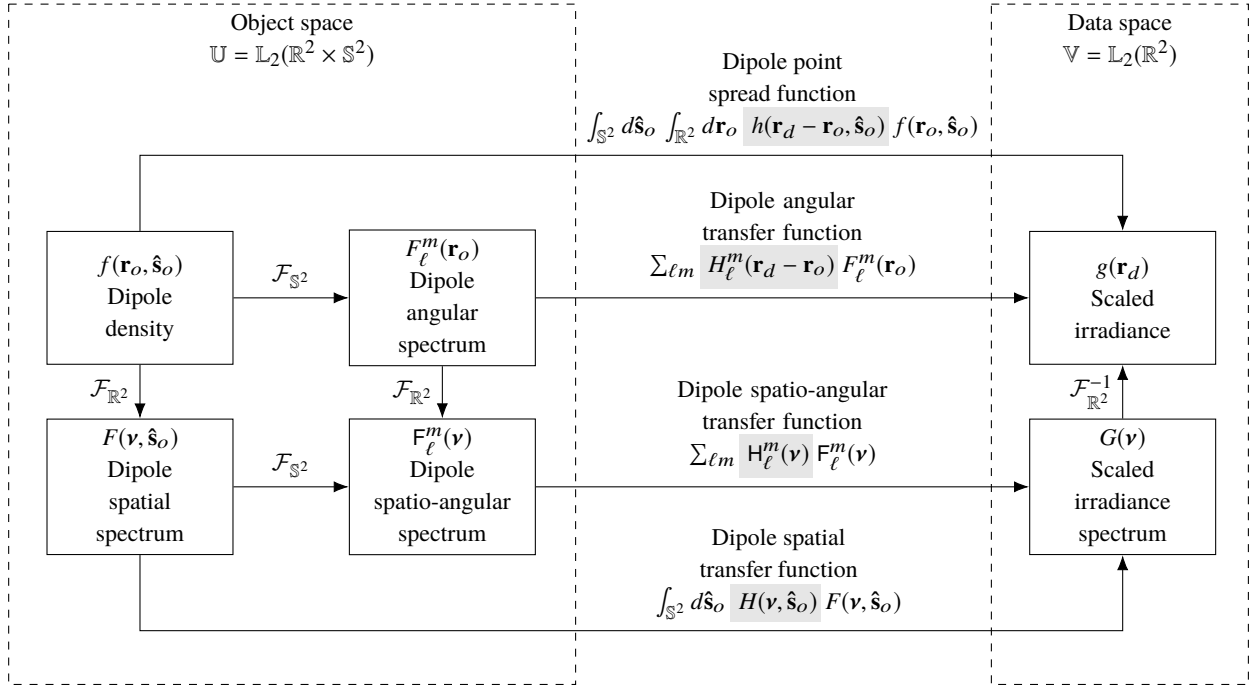 Object space
𝕌 = 𝕃₂(ℝ² × 𝕊²)
Data space
𝕍 = 𝕃₂(ℝ²)
Dipole point
spread function
∫_{𝕊²} dŝ_o ∫_{ℝ²} dr_o h(r_d − r_o, ŝ_o) f(r_o, ŝ_o)
Dipole angular
transfer function
∑_{ℓm} H_ℓ^m(r_d − r_o) F_ℓ^m(r_o)
f(r_o, ŝ_o)
Dipole
density
ℱ_{𝕊²}
F_ℓ^m(r_o)
Dipole
angular
spectrum
g(r_d)
Scaled
irradiance
ℱ_{ℝ²}
ℱ_{ℝ²}
ℱ_{ℝ²}^{-1}
Dipole spatio-angular
transfer function
∑_{ℓm} H_ℓ^m(ν) F_ℓ^m(ν)
F(ν, ŝ_o)
Dipole
spatial
spectrum
ℱ_{𝕊²}
F_ℓ^m(ν)
Dipole
spatio-angular
spectrum
G(ν)
Scaled
irradiance
spectrum
Dipole spatial
transfer function
∫_{𝕊²} dŝ_o H(ν, ŝ_o) F(ν, ŝ_o)